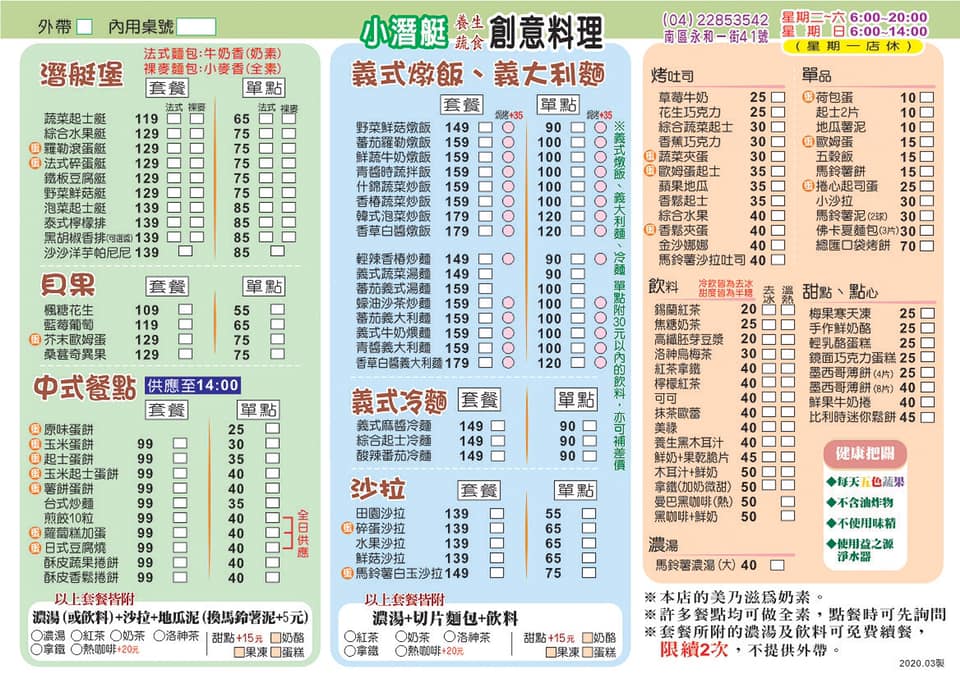 外帶 內用桌號
小潛艇 養生蔬食 創意料理
(04)22853542
南區永和一街41號
星期二~六 6:00~20:00
星期日 6:00~14:00
(星期一店休)
潛艇堡
法式麵包:牛奶香(奶素)
裸麥麵包:小麥香(全素)
套餐 單點
法式 裸麥 法式 裸麥
蔬菜起士艇 119 65
綜合水果艇 129 75
蛋 羅勒滾蛋艇 129 75
蛋 法式碎蛋艇 129 75
鐵板豆腐艇 129 75
野菜鮮菇艇 129 75
泡菜起士艇 139 85
泰式檸檬排 139 85
黑胡椒香排(可選醬) 139 85
沙沙洋芋帕尼尼 139 85
貝果
套餐 單點
楓糖花生 109 55
藍莓葡萄 119 65
蛋 芥末歐姆蛋 129 75
桑葚奇異果 129 75
中式餐點 供應至14:00
套餐 單點
蛋 原味蛋餅 25
蛋 玉米蛋餅 99 30
蛋 起士蛋餅 99 35
蛋 玉米起士蛋餅 99 40
蛋 薯餅蛋餅 99 40
台式炒麵 99 35
煎餃10粒 99 40
蛋 蘿蔔糕加蛋 99 40
蛋 日式豆腐燒 99 40
酥皮蔬果捲餅 99 40
酥皮香鬆捲餅 99 40
全日供應
以上套餐皆附
濃湯(或飲料)+沙拉+地瓜泥(換馬鈴薯泥+5元)
濃湯 紅茶 奶茶 洛神茶 甜點+15元 奶酪
拿鐵 熱咖啡+20元 果凍 蛋糕
義式燉飯、義大利麵
套餐 焗烤+35 單點 焗烤+35
野菜鮮菇燉飯 149 90
蕃茄羅勒燉飯 159 100
鮮蔬牛奶燉飯 159 100
青醬時蔬拌飯 159 100
什錦蔬菜炒飯 159 100
香椿蔬菜炒飯 159 100
韓式泡菜炒飯 179 120
香草白醬燉飯 179 120
輕辣香椿炒麵 149 90
義式蔬菜湯麵 149 90
蕃茄義式湯麵 159 100
蠔油沙茶炒麵 159 100
蕃茄義大利麵 159 100
義式牛奶煨麵 159 100
青醬義大利麵 159 100
香草白醬義大利麵 179 120
※義式燉飯、義大利麵、冷麵 單點附30元以內的飲料,亦可補差價
義式冷麵 套餐 單點
義式麻醬冷麵 149 90
綜合起士冷麵 149 90
酸辣番茄冷麵 149 90
沙拉 套餐 單點
田園沙拉 139 55
蛋 碎蛋沙拉 139 65
水果沙拉 139 65
鮮菇沙拉 139 65
蛋 馬鈴薯白玉沙拉 149 75
以上套餐皆附
濃湯+切片麵包+飲料
紅茶 奶茶 洛神茶 甜點+15元 奶酪
拿鐵 熱咖啡+20元 果凍 蛋糕
烤吐司
草莓牛奶 25
花生巧克力 25
綜合蔬菜起士 30
香蕉巧克力 30
蛋 蔬菜夾蛋 30
蛋 歐姆蛋起士 35
蘋果地瓜 35
香鬆起士 35
綜合水果 40
蛋 香鬆夾蛋 40
金沙娜娜 40
馬鈴薯沙拉吐司 40
單品
蛋 荷包蛋 10
起士2片 10
地瓜薯泥 10
蛋 歐姆蛋 15
五穀飯 15
馬鈴薯餅 15
蛋 捲心起司蛋 25
小沙拉 30
馬鈴薯泥(2球) 30
佛卡夏麵包(3片) 30
總匯口袋烤餅 70
飲料
冷飲皆為去冰
甜度皆為半糖
去冰 溫熱
錫蘭紅茶 20
焦糖奶茶 25
高纖胚芽豆漿 20
洛神烏梅茶 30
紅茶拿鐵 40
檸檬紅茶 40
可可 40
抹茶歐蕾 40
美祿 40
養生黑木耳汁 40
鮮奶+果乾脆片 45
木耳汁+鮮奶 50
拿鐵(加奶微甜) 50
曼巴黑咖啡(熱) 50
黑咖啡+鮮奶 50
濃湯
馬鈴薯濃湯(大) 40
甜點、點心
梅果寒天凍 25
手作鮮奶酪 25
輕乳酪蛋糕 25
鏡面巧克力蛋糕 25
墨西哥薄餅(4片) 25
墨西哥薄餅(8片) 40
鮮果牛奶捲 40
比利時迷你鬆餅 45
健康把關
◆每天五色蔬果
◆不含油炸物
◆不使用味精
◆使用益之源
淨水器
※本店的美乃滋為奶素。
※許多餐點均可做全素,點餐時可先詢問
※套餐所附的濃湯及飲料可免費續餐,
限續2次,不提供外帶。
2020.03製